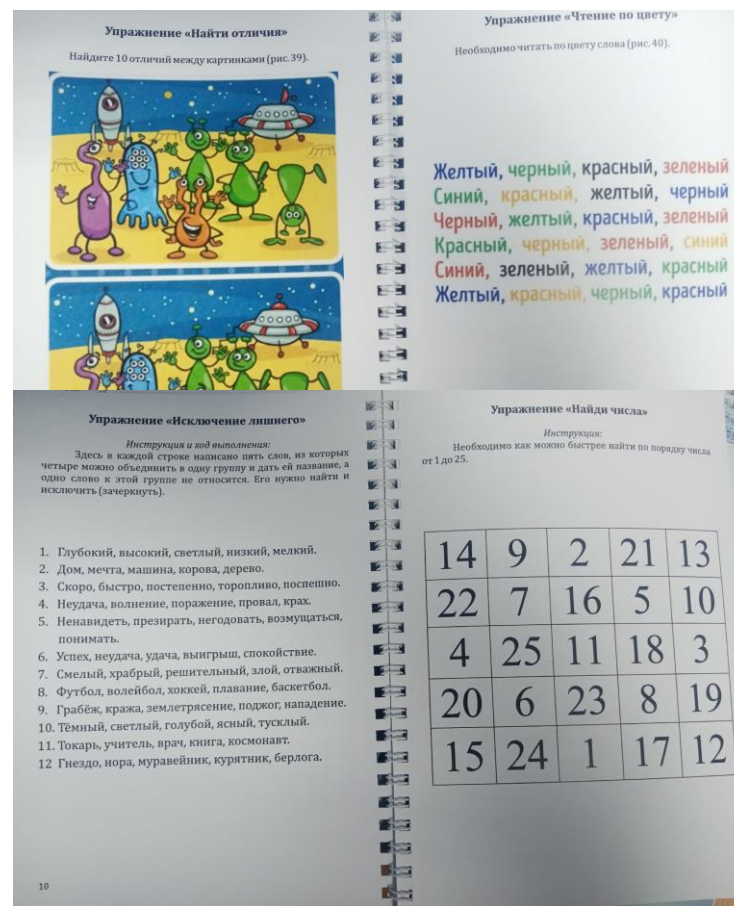 Упражнение «Найти отличия»
Найдите 10 отличий между картинками (рис. 39).
Упражнение «Чтение по цвету»
Необходимо читать по цвету слова (рис. 40).
Желтый, черный, красный, зеленый
Синий, красный, желтый, черный
Черный, желтый, красный, зеленый
Красный, черный, зеленый, синий
Синий, зеленый, желтый, красный
Желтый, красный, черный, красный
Упражнение «Исключение лишнего»
Инструкция и ход выполнения:
Здесь в каждой строке написано пять слов, из которых
четыре можно объединить в одну группу и дать ей название, а
одно слово к этой группе не относится. Его нужно найти и
исключить (зачеркнуть).
1. Глубокий, высокий, светлый, низкий, мелкий.
2. Дом, мечта, машина, корова, дерево.
3. Скоро, быстро, постепенно, торопливо, поспешно.
4. Неудача, волнение, поражение, провал, крах.
5. Ненавидеть, презирать, негодовать, возмущаться,
понимать.
6. Успех, неудача, удача, выигрыш, спокойствие.
7. Смелый, храбрый, решительный, злой, отважный.
8. Футбол, волейбол, хоккей, плавание, баскетбол.
9. Грабёж, кража, землетрясение, поджог, нападение.
10. Тёмный, светлый, голубой, ясный, тусклый.
11. Токарь, учитель, врач, книга, космонавт.
12 Гнездо, нора, муравейник, курятник, берлога.
10
Упражнение «Найди числа»
Инструкция:
Необходимо как можно быстрее найти по порядку числа
от 1 до 25.
14 9 2 21 13
22 7 16 5 10
4 25 11 18 3
20 6 23 8 19
15 24 1 17 12